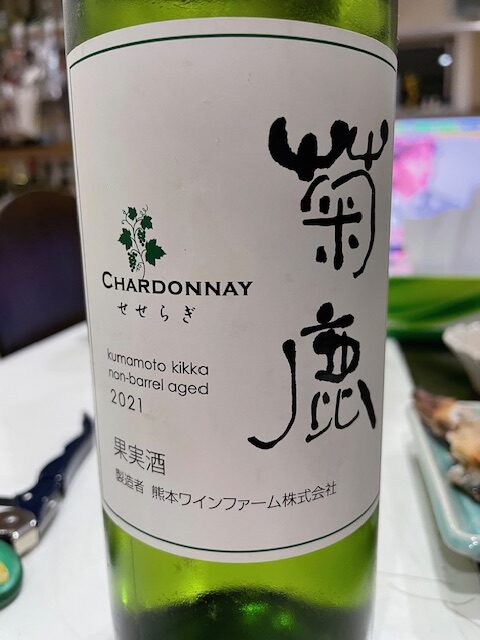 菊鹿
CHARDONNAY
せせらぎ
kumamoto kikka
non-barrel aged
2021
果実酒
製造者 熊本ワインファーム株式会社